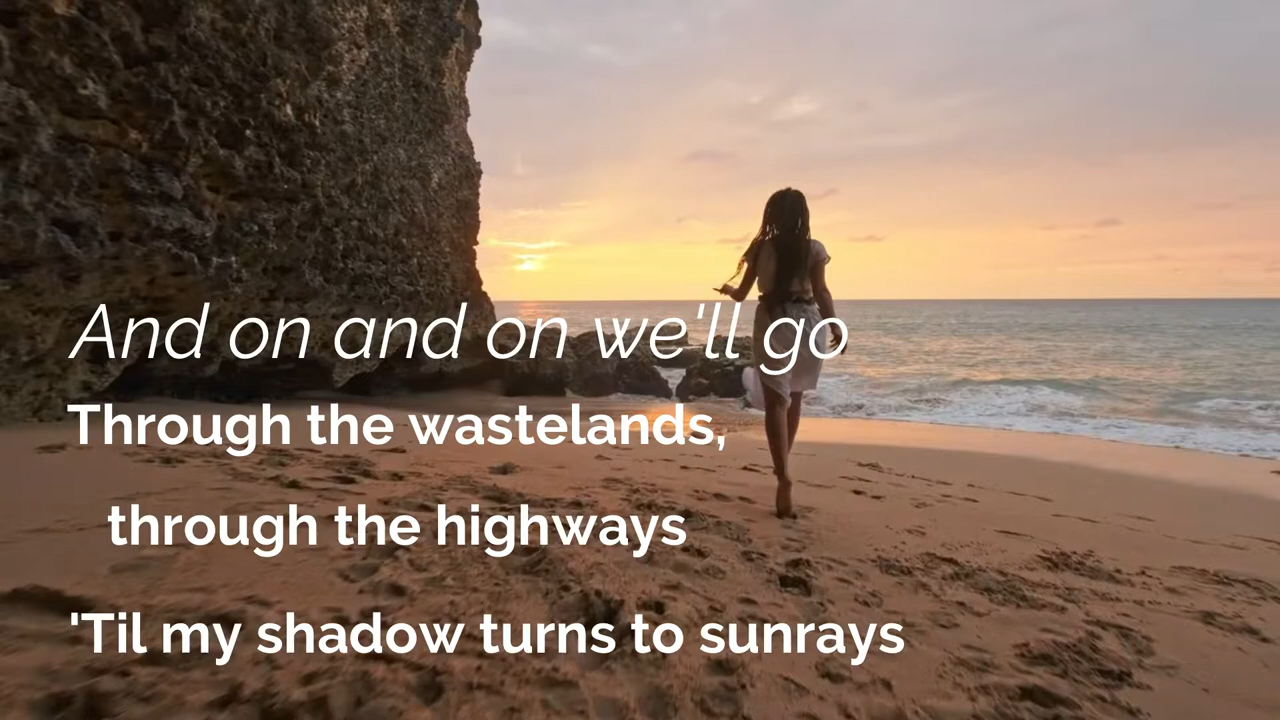 And on and on we'll go
Through the wastelands,
through the highways
'Til my shadow turns to sunrays